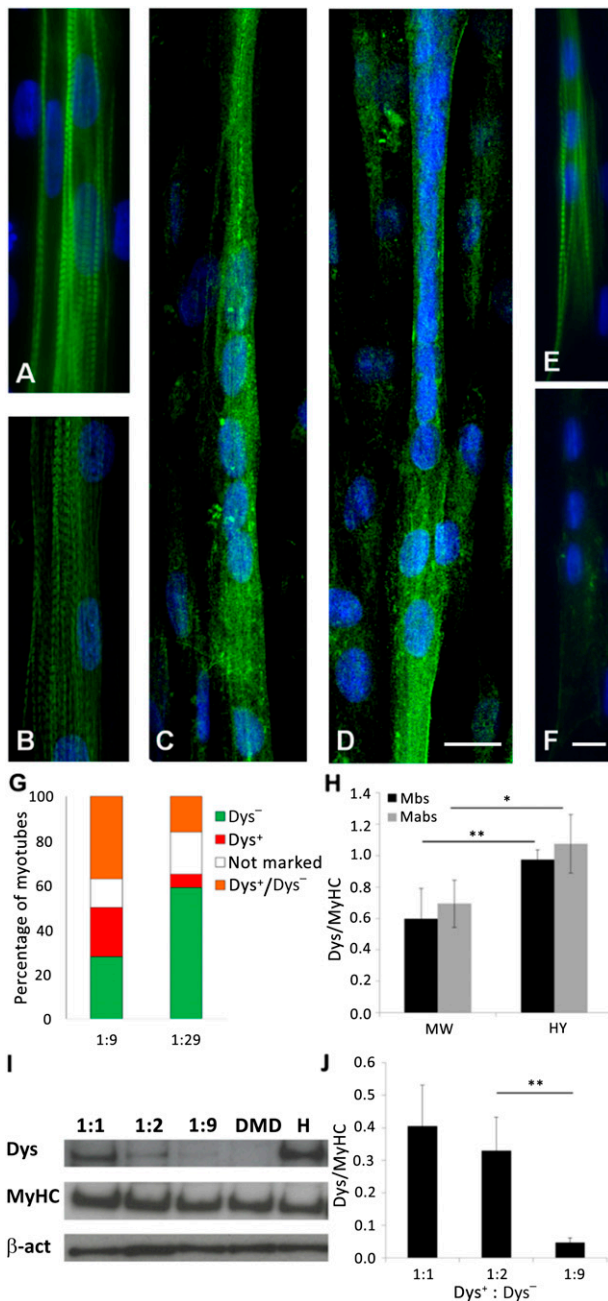 A
B
C
D
E
F
G
Percentage of myotubes
100
80
60
40
20
0
1:9
1:29
Dys⁻
Dys⁺
Not marked
Dys⁺/Dys⁻
H
Dys/MyHC
1.4
1.2
1.0
0.8
0.6
0.4
0.2
0.0
Mbs
Mabs
*
**
MW
HY
I
1:1 1:2 1:9 DMD H
Dys
MyHC
β-act
J
Dys/MyHC
0.6
0.5
0.4
0.3
0.2
0.1
0.0
**
1:1
1:2
1:9
Dys⁺ : Dys⁻